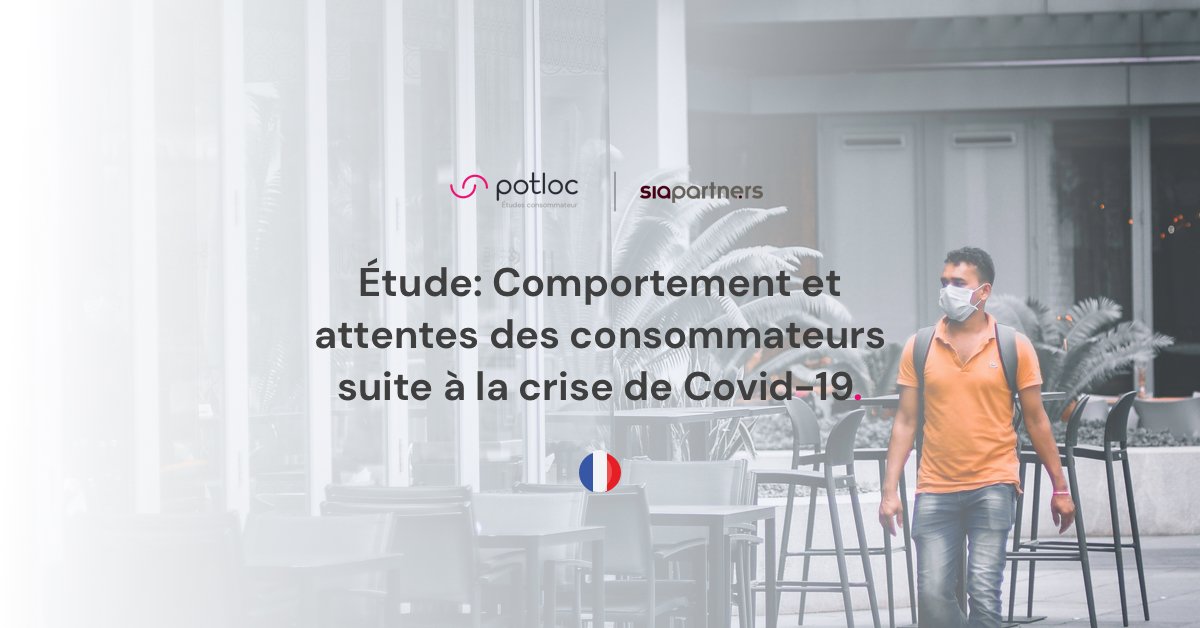 potloc
Études consommateur
siapartners
Étude: Comportement et
attentes des consommateurs
suite à la crise de Covid-19.